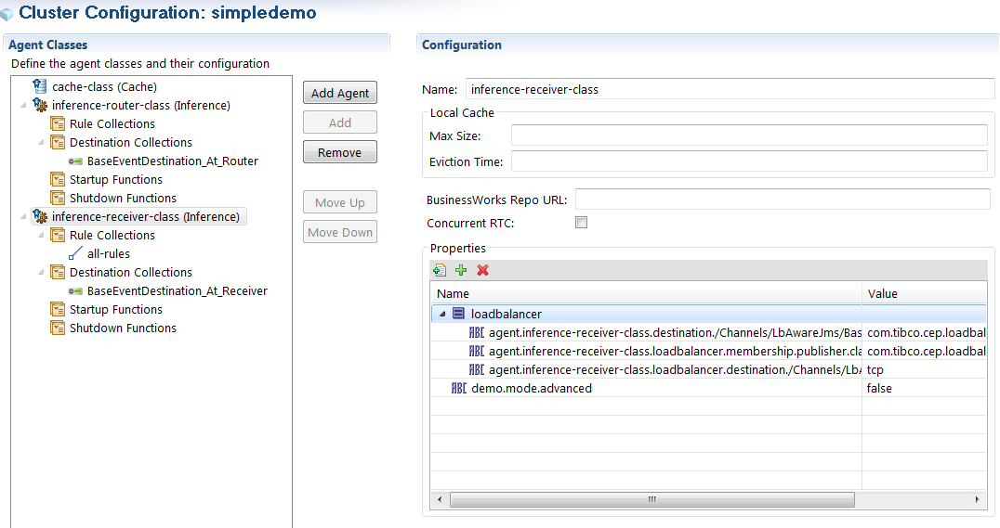 Cluster Configuration: simpledemo
Agent Classes
Define the agent classes and their configuration
cache-class (Cache)
inference-router-class (Inference)
Rule Collections
Destination Collections
BaseEventDestination_At_Router
Startup Functions
Shutdown Functions
inference-receiver-class (Inference)
Rule Collections
all-rules
Destination Collections
BaseEventDestination_At_Receiver
Startup Functions
Shutdown Functions
Add Agent
Add
Remove
Move Up
Move Down
Configuration
Name: inference-receiver-class
Local Cache
Max Size:
Eviction Time:
BusinessWorks Repo URL:
Concurrent RTC:
Properties
Name Value
loadbalancer
ABC agent.inference-receiver-class.destination./Channels/LbAwareJms/Bas com.tibco.cep.loadbal
ABC agent.inference-receiver-class.loadbalancer.membership.publisher.cla com.tibco.cep.loadbal
ABC agent.inference-receiver-class.loadbalancer.destination./Channels/LbA tcp
ABC demo.mode.advanced false